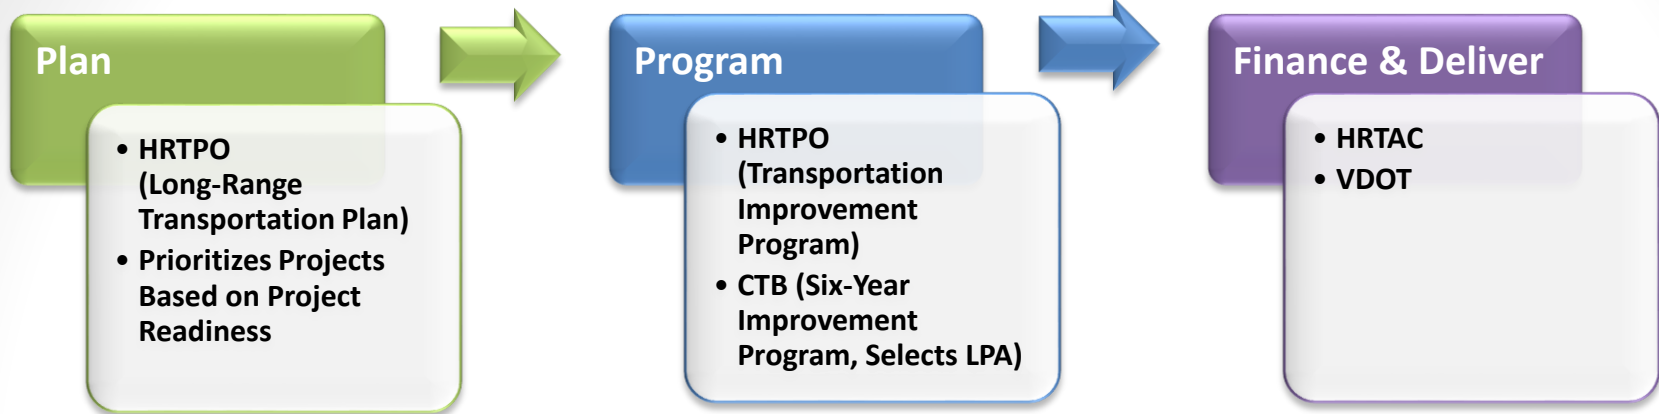 Plan
• HRTPO
(Long-Range
Transportation Plan)
• Prioritizes Projects
Based on Project
Readiness
Program
• HRTPO
(Transportation
Improvement
Program)
• CTB (Six-Year
Improvement
Program, Selects LPA)
Finance & Deliver
• HRTAC
• VDOT